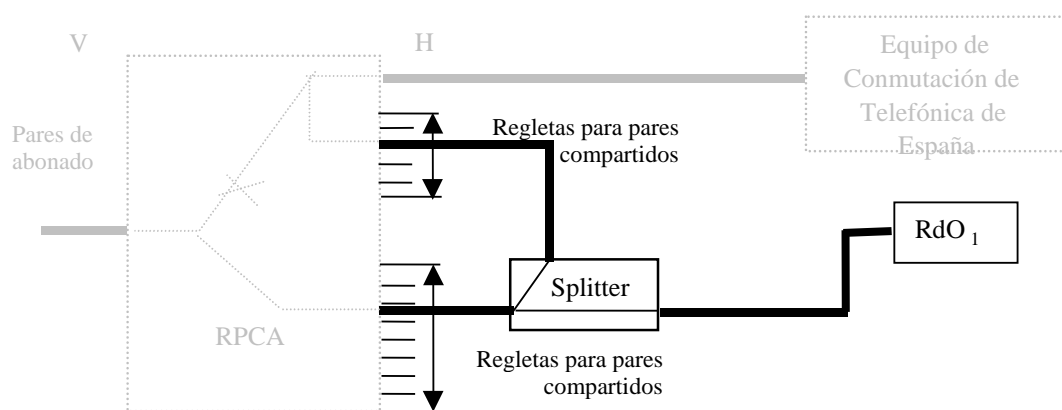 V
H
Equipo de
Conmutación de
Telefónica de
España
Pares de
abonado
Regletas para pares
compartidos
RdO 1
Splitter
RPCA
Regletas para pares
compartidos